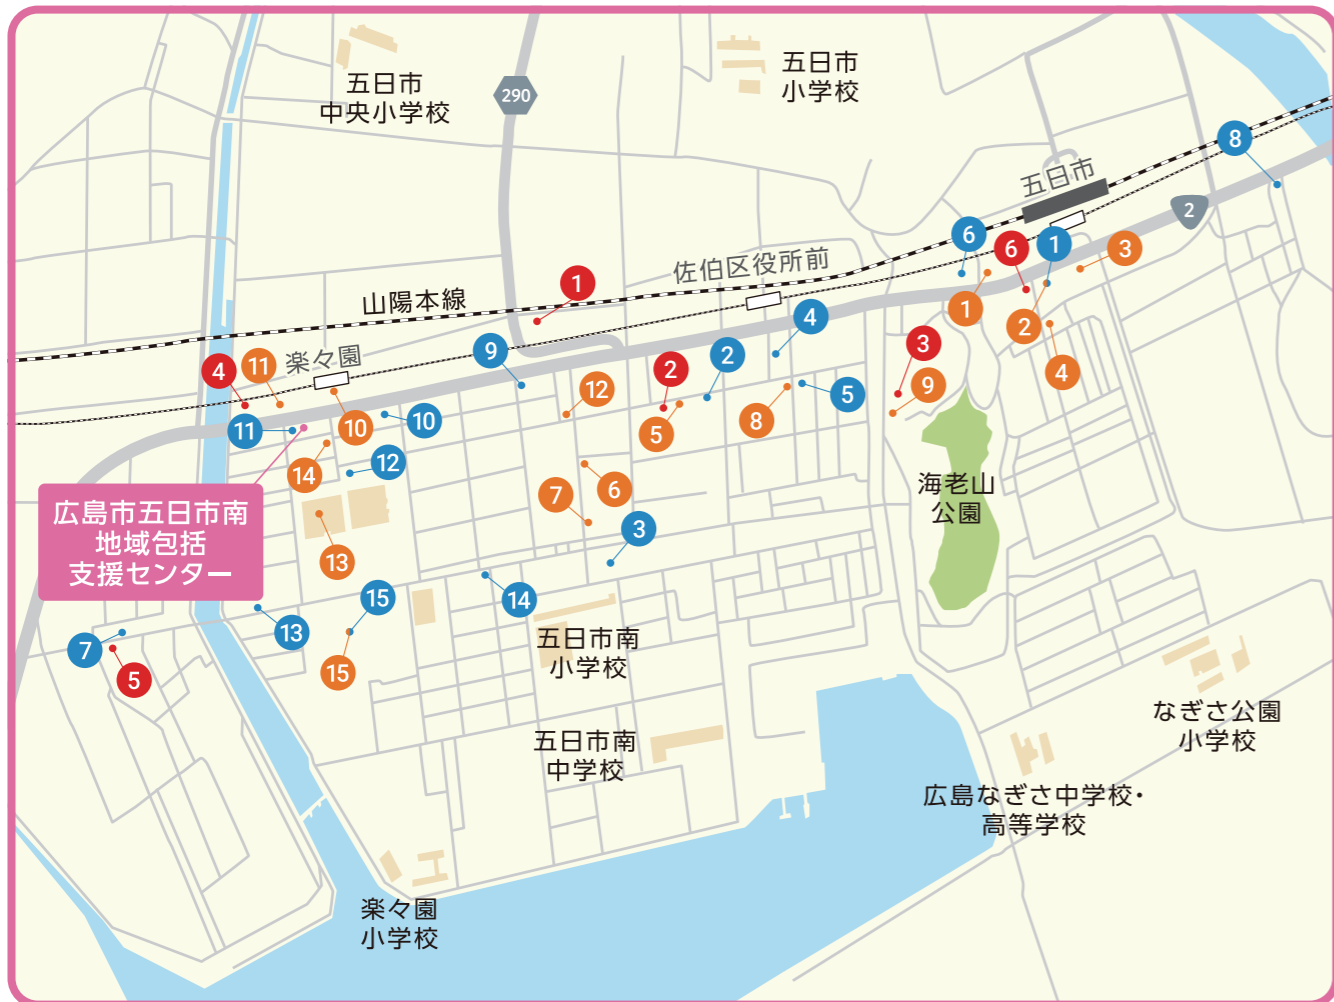 五日市
中央小学校
290
五日市
小学校
8
五日市
2
6
6
1
3
佐伯区役所前
1
山陽本線
1
2
4
4
楽々園
9
2
3
4
11
12
5
9
8
5
11
10
10
5
14
12
7
6
海老山
公園
広島市五日市南
地域包括
支援センター
13
3
15
14
13
7
5
15
五日市南
小学校
五日市南
中学校
なぎさ公園
小学校
広島なぎさ中学校・
高等学校
楽々園
小学校